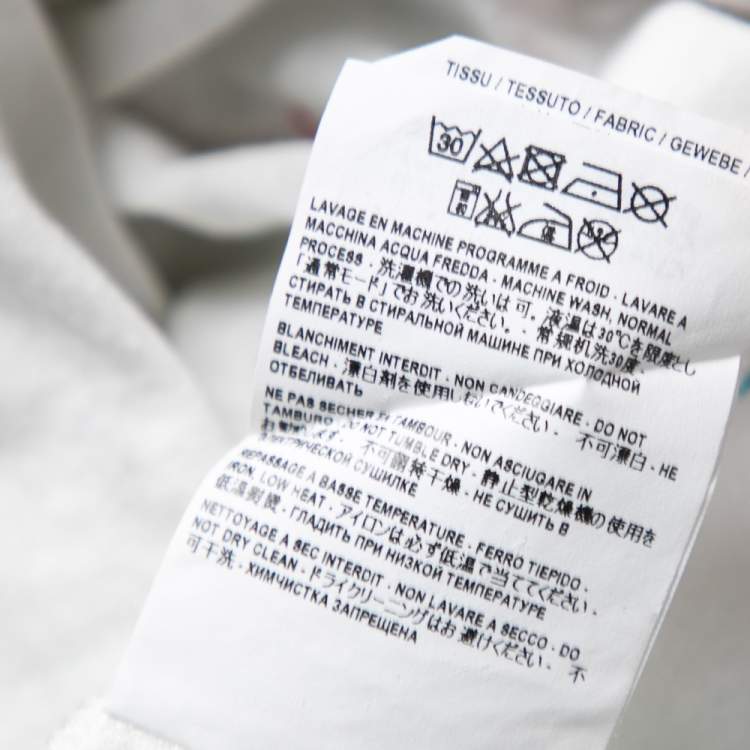 TISSU / TESSUTO / FABRIC / GEWEBE /
30
LAVAGE EN MACHINE PROGRAMME A FROID . LAVARE A
MACCHINA ACQUA FREDDA . MACHINE WASH, NORMAL
PROCESS . 洗濯機での洗いは可. 液温は30℃を限度とし
「通常モード」でお洗いください. . 常规机洗30度.
СТИРАТЬ В СТИРАЛЬНОЙ МАШИНЕ ПРИ ХОЛОДНОЙ
ТЕМПЕРАТУРЕ
BLANCHIMENT INTERDIT . NON CANDEGGIARE . DO NOT
BLEACH . 漂白剤を使用しないでください. 不可漂白 . НЕ
ОТБЕЛИВАТЬ
NE PAS SECHER TAMBOUR . NON ASCIUGARE IN
TAMBURO . DO NOT TUMBLE DRY . 静止型乾燥機の使用を
不可翻转干燥 . НЕ СУШИТЬ В
СУШИЛКЕ
REPASSAGE A BASSE TEMPERATURE . FERRO TIEPIDO .
IRON, LOW HEAT . アイロンは必ず低温で当ててください .
低温 . ГЛАДИТЬ ПРИ НИЗКОЙ ТЕМПЕРАТУРЕ
NETTOYAGE A SEC INTERDIT . NON LAVARE A SECCO . DO
NOT DRY CLEAN . ドライクリーニングはお避けください. 不
可干洗 . ХИМЧИСТКА ЗАПРЕЩЕНА